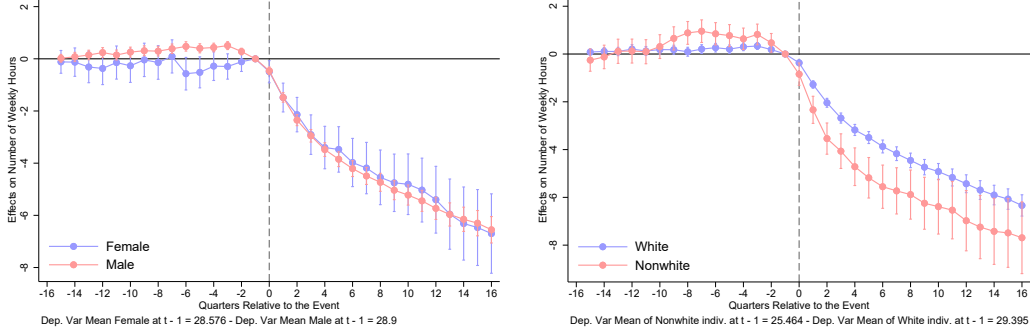 Effects on Number of Weekly Hours
2
0
-2
-4
-6
-8
Female
Male
-16 -14 -12 -10 -8 -6 -4 -2 0 2 4 6 8 10 12 14 16
Quarters Relative to the Event
Dep. Var Mean Female at t - 1 = 28.576 - Dep. Var Mean Male at t - 1 = 28.9
Effects on Number of Weekly Hours
2
0
-2
-4
-6
-8
White
Nonwhite
-16 -14 -12 -10 -8 -6 -4 -2 0 2 4 6 8 10 12 14 16
Quarters Relative to the Event
Dep. Var Mean of Nonwhite indiv. at t - 1 = 25.464 - Dep. Var Mean of White indiv. at t - 1 = 29.395